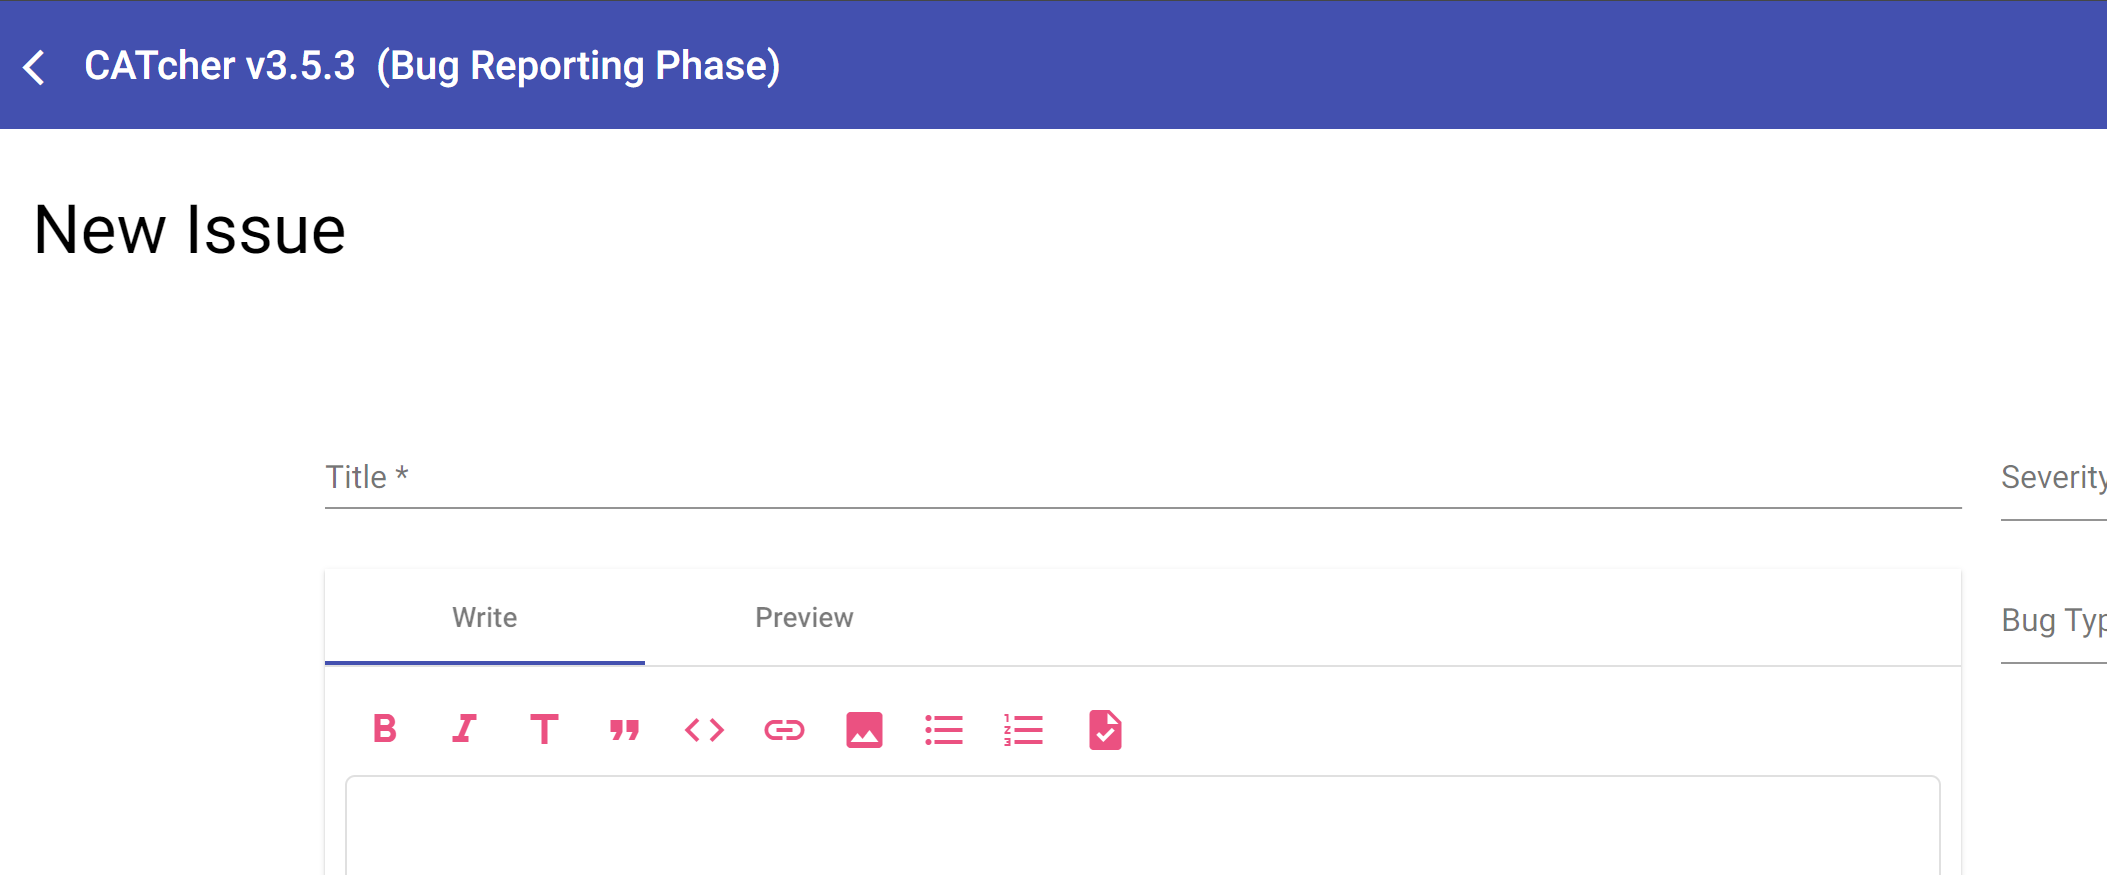 CATcher v3.5.3 (Bug Reporting Phase)
New Issue
Title *
Severity
Write
Preview
Bug Typ
B
I
T